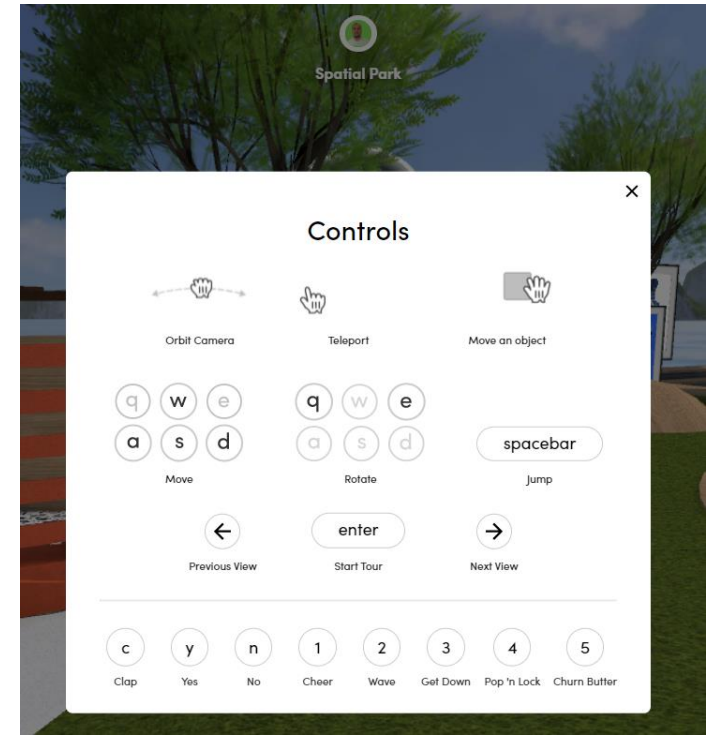 Spatial Park
Controls
Orbit Camera Teleport Move an object
q w e q w e
a s d a s d spacebar
Move Rotate Jump
enter
Previous View Start Tour Next View
c y n 1 2 3 4 5
Clap Yes No Cheer Wave Get Down Pop 'n Lock Churn Butter